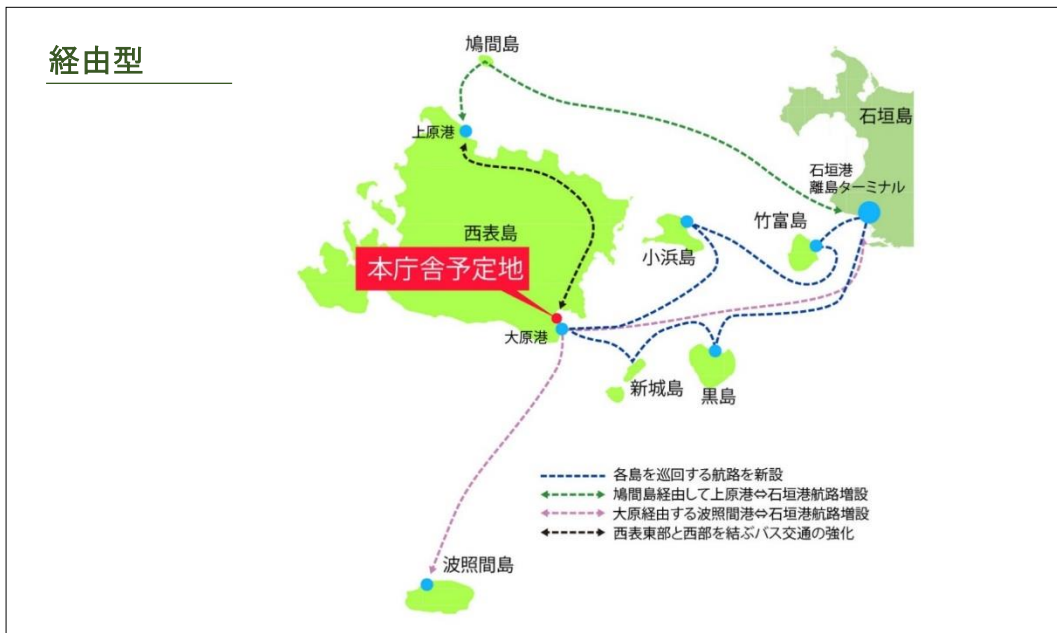 経由型
鳩間島
上原港
石垣島
石垣港
離島ターミナル
竹富島
西表島
小浜島
本庁舎予定地
大原港
新城島
黒島
各島を巡回する航路を新設
鳩間島経由して上原港⇔石垣港航路増設
大原経由する波照間港⇔石垣港航路増設
西表東部と西部を結ぶバス交通の強化
波照間島